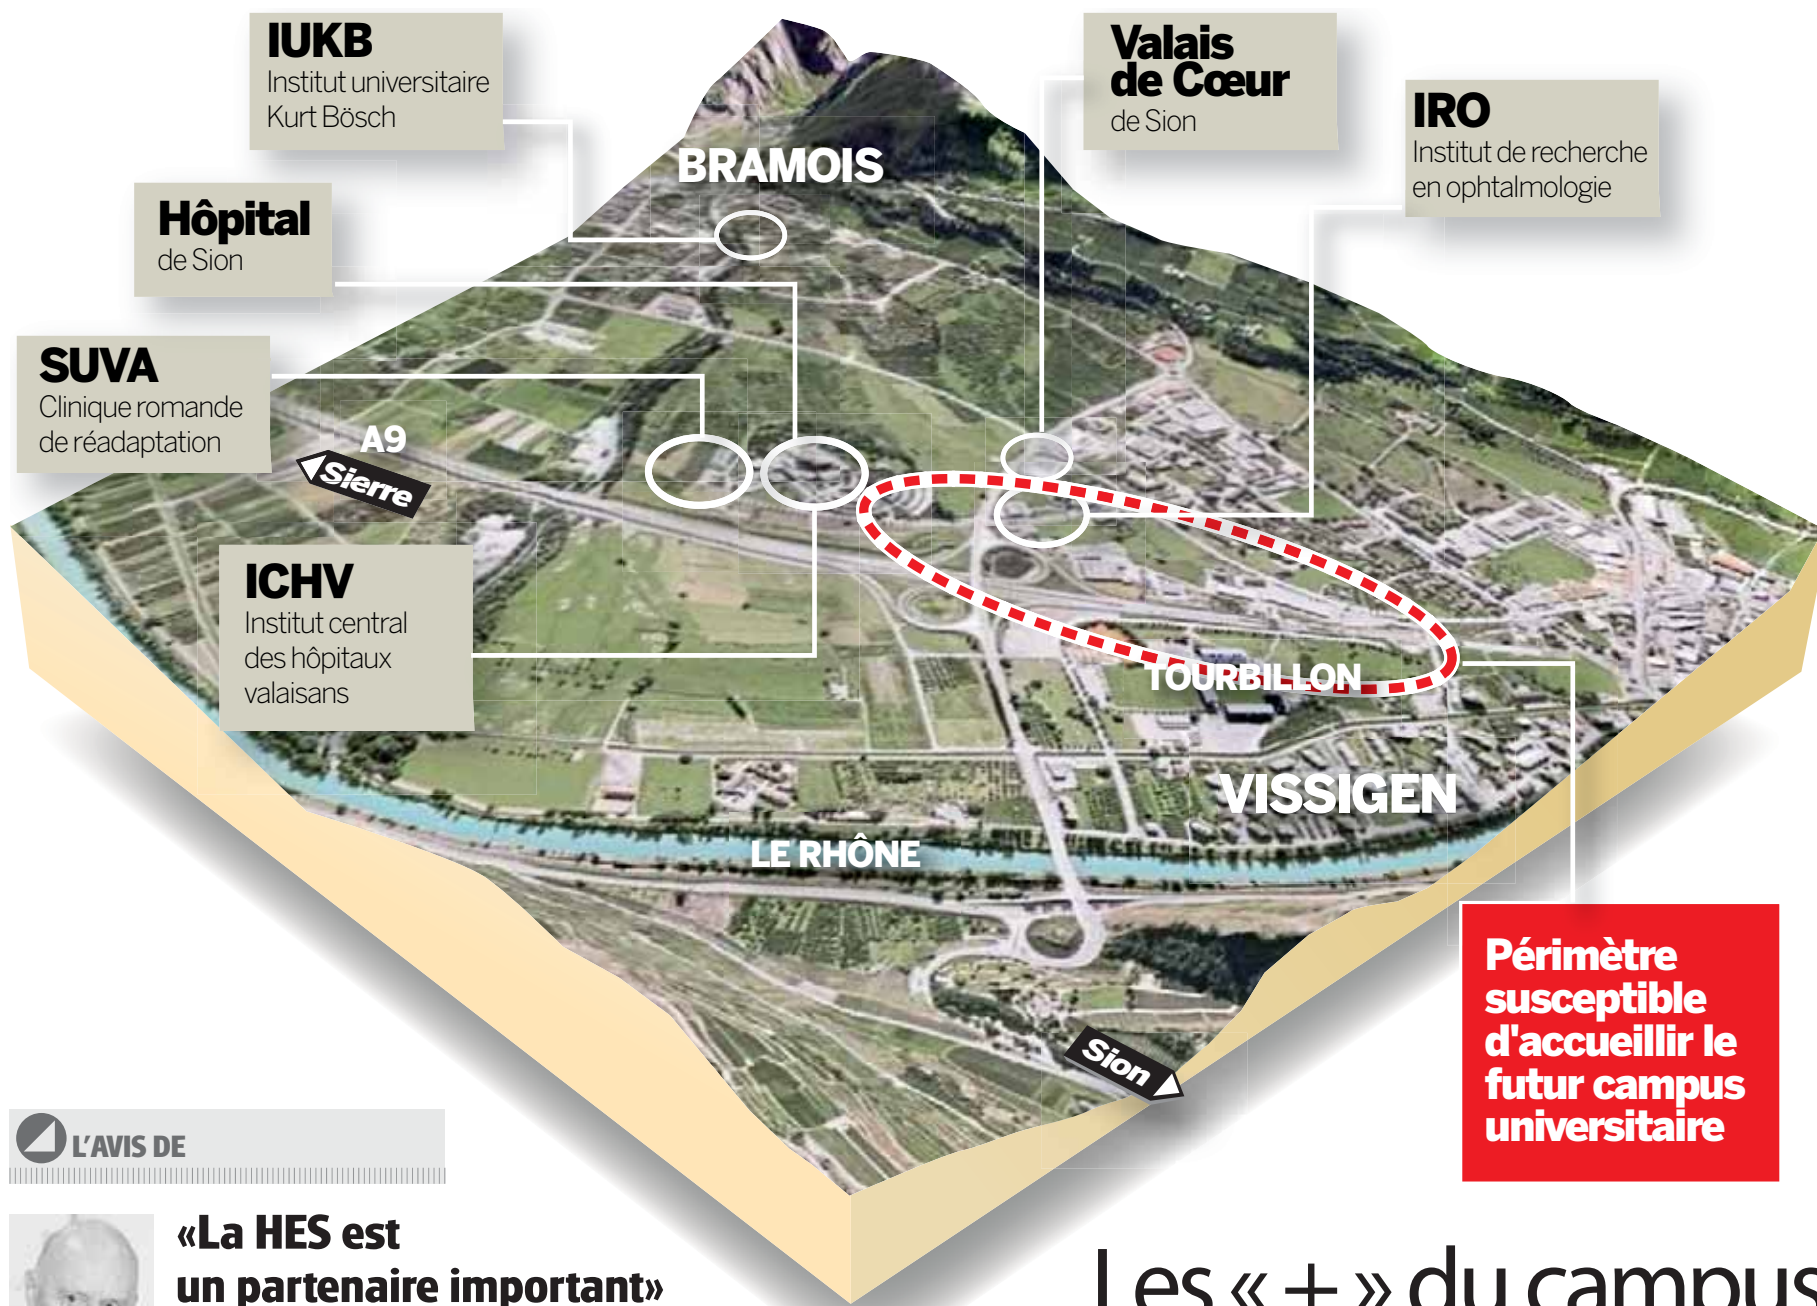 IUKB
Institut universitaire
Kurt Bösch
Valais
de Cœur
de Sion
IRO
Institut de recherche
en ophtalmologie
BRAMOIS
Hôpital
de Sion
SUVA
Clinique romande
de réadaptation
A9
Sierre
ICHV
Institut central
des hôpitaux
valaisans
TOURBILLON
VISSIGEN
LE RHÔNE
Périmètre
susceptible
d'accueillir le
futur campus
universitaire
Sion
L'AVIS DE
«La HES est
un partenaire important»
Les « + » du campus